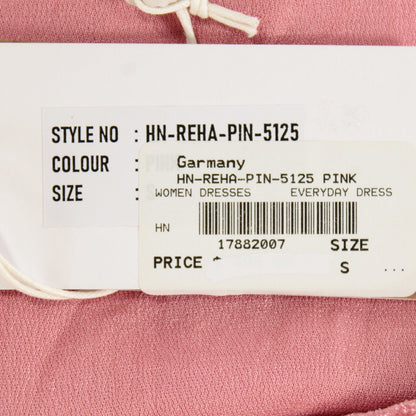 STYLE NO : HN-REHA-PIN-5125
COLOUR :
SIZE :
Garmany
HN-REHA-PIN-5125 PINK
WOMEN DRESSES EVERYDAY DRESS
HN
17882007 SIZE
PRICE
S ...